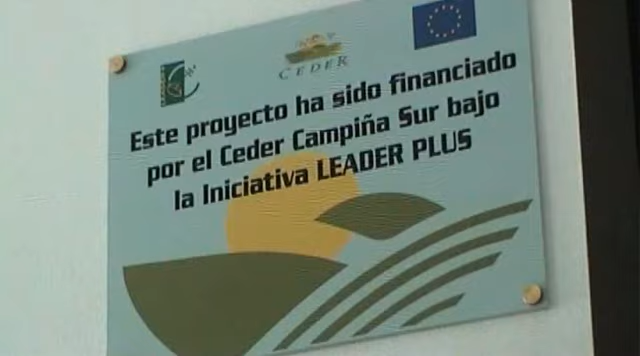 CEDER
Este proyecto ha sido financiado
por el Ceder Campiña Sur bajo
la Iniciativa LEADER PLUS